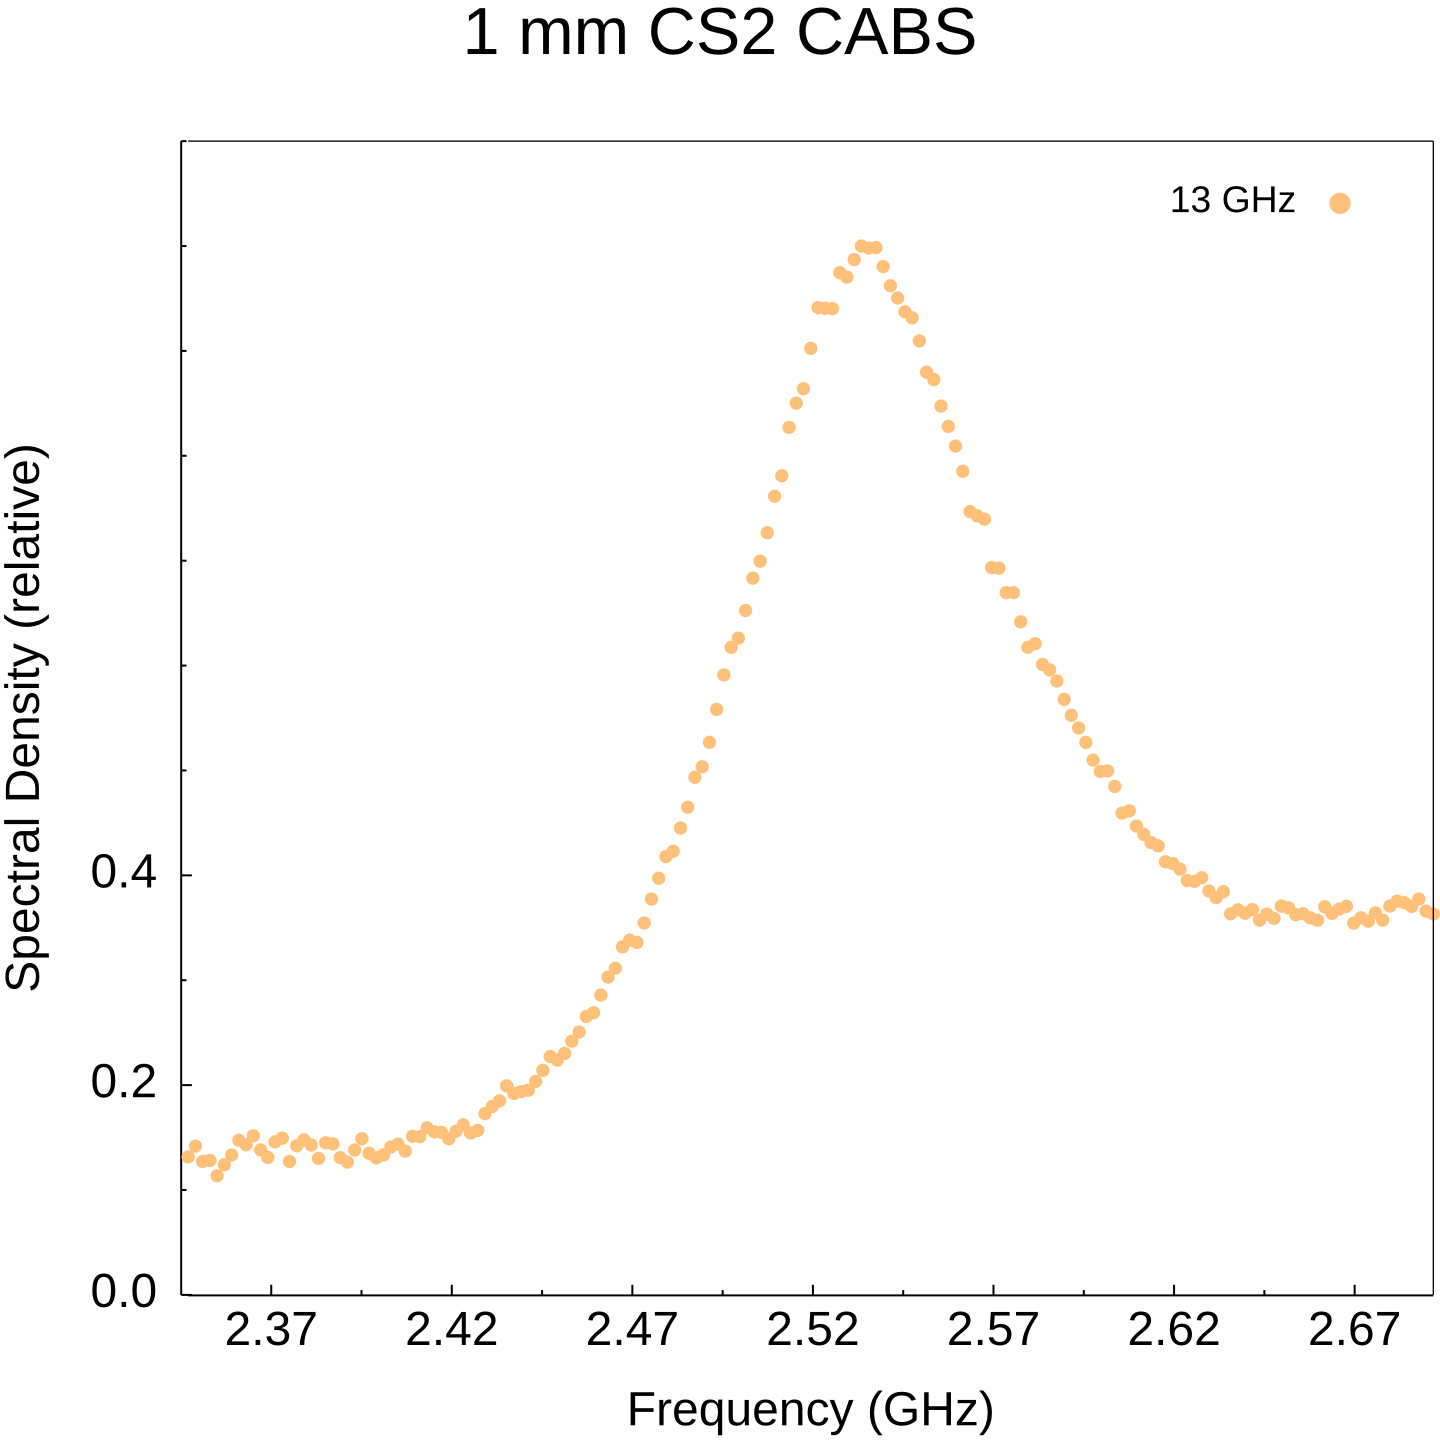 1 mm CS2 CABS
13 GHz
Spectral Density (relative)
0.4
0.2
0.0
2.37 2.42 2.47 2.52 2.57 2.62 2.67
Frequency (GHz)